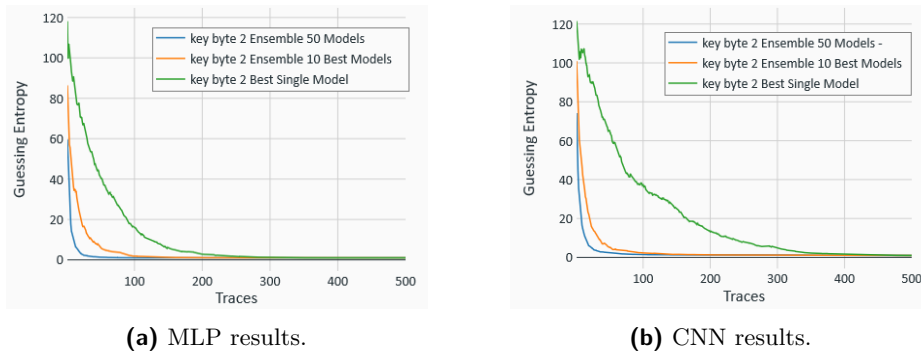 120
100
80
60
40
20
0
Guessing Entropy
key byte 2 Ensemble 50 Models
key byte 2 Ensemble 10 Best Models
key byte 2 Best Single Model
100
200
300
400
500
Traces
(a) MLP results.
120
100
80
60
40
20
0
Guessing Entropy
key byte 2 Ensemble 50 Models -
key byte 2 Ensemble 10 Best Models
key byte 2 Best Single Model
100
200
300
400
500
Traces
(b) CNN results.